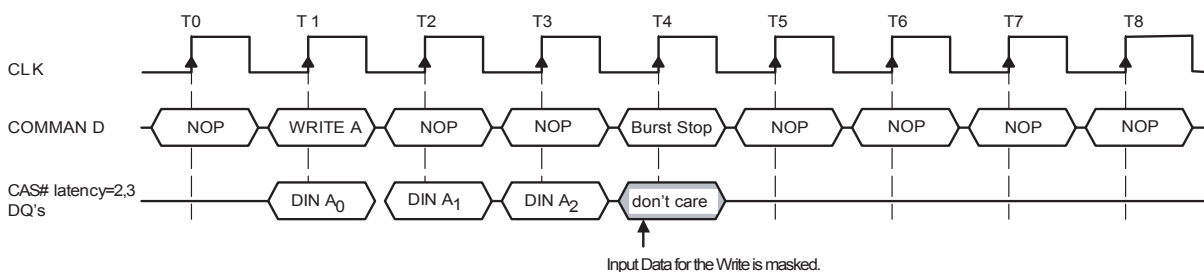 T0 T 1 T2 T3 T4 T5 T6 T7 T8
CLK
COMMAN D NOP WRITE A NOP NOP Burst Stop NOP NOP NOP NOP
CAS# latency=2,3
DQ's DIN A0 DIN A1 DIN A2 don't care
Input Data for the Write is masked.